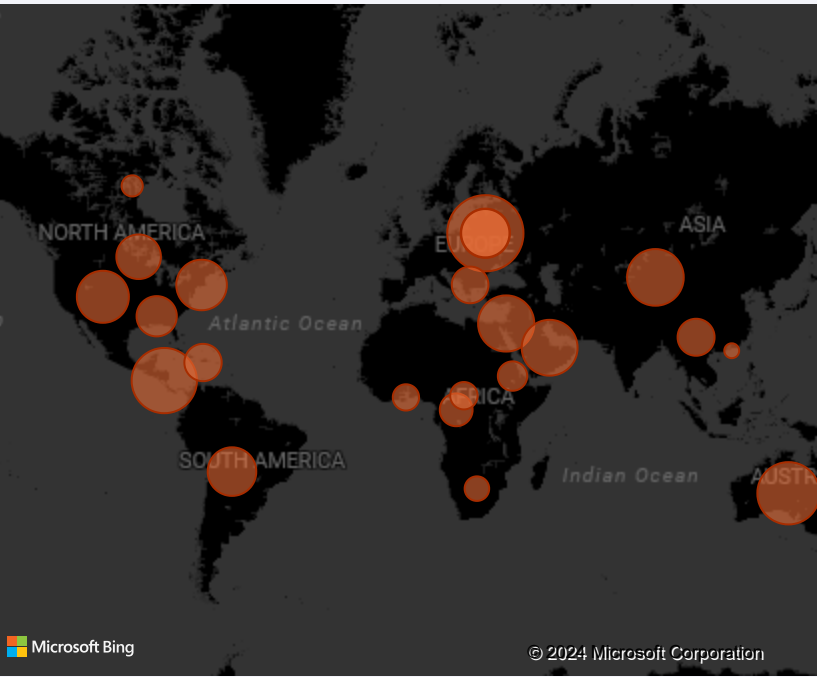 ASIA
NORTH AMERICA
EUROPE
Atlantic Ocean
AFRICA
SOUTH AMERICA
Indian Ocean
AUSTR
Microsoft Bing
© 2024 Microsoft Corporation